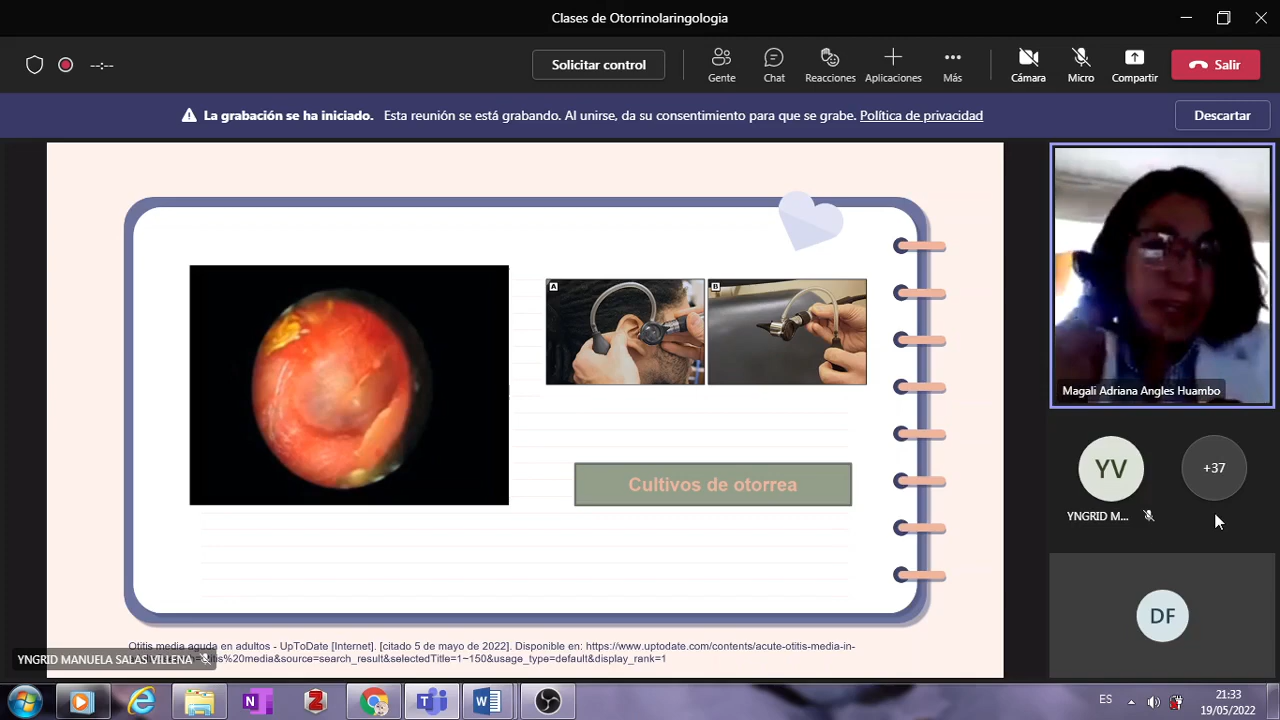 Clases de Otorrinolaringologia
--:--
Solicitar control
Gente
Chat
Reacciones
Aplicaciones
Más
Cámara
Micro
Compartir
Salir
La grabación se ha iniciado. Esta reunión se está grabando. Al unirse, da su consentimiento para que se grabe. Política de privacidad
Descartar
A
B
Cultivos de otorrea
Magali Adriana Angles Huambo
YV
+37
YNGRID M...
DF
Otitis media aguda en adultos - UpToDate [Internet]. [citado 5 de mayo de 2022]. Disponible en: https://www.uptodate.com/contents/acute-otitis-media-in-
YNGRID MANUELA SALAS VILLENA
tis%20media&source=search_result&selectedTitle=1~150&usage_type=default&display_rank=1
ES
21:33
19/05/2022